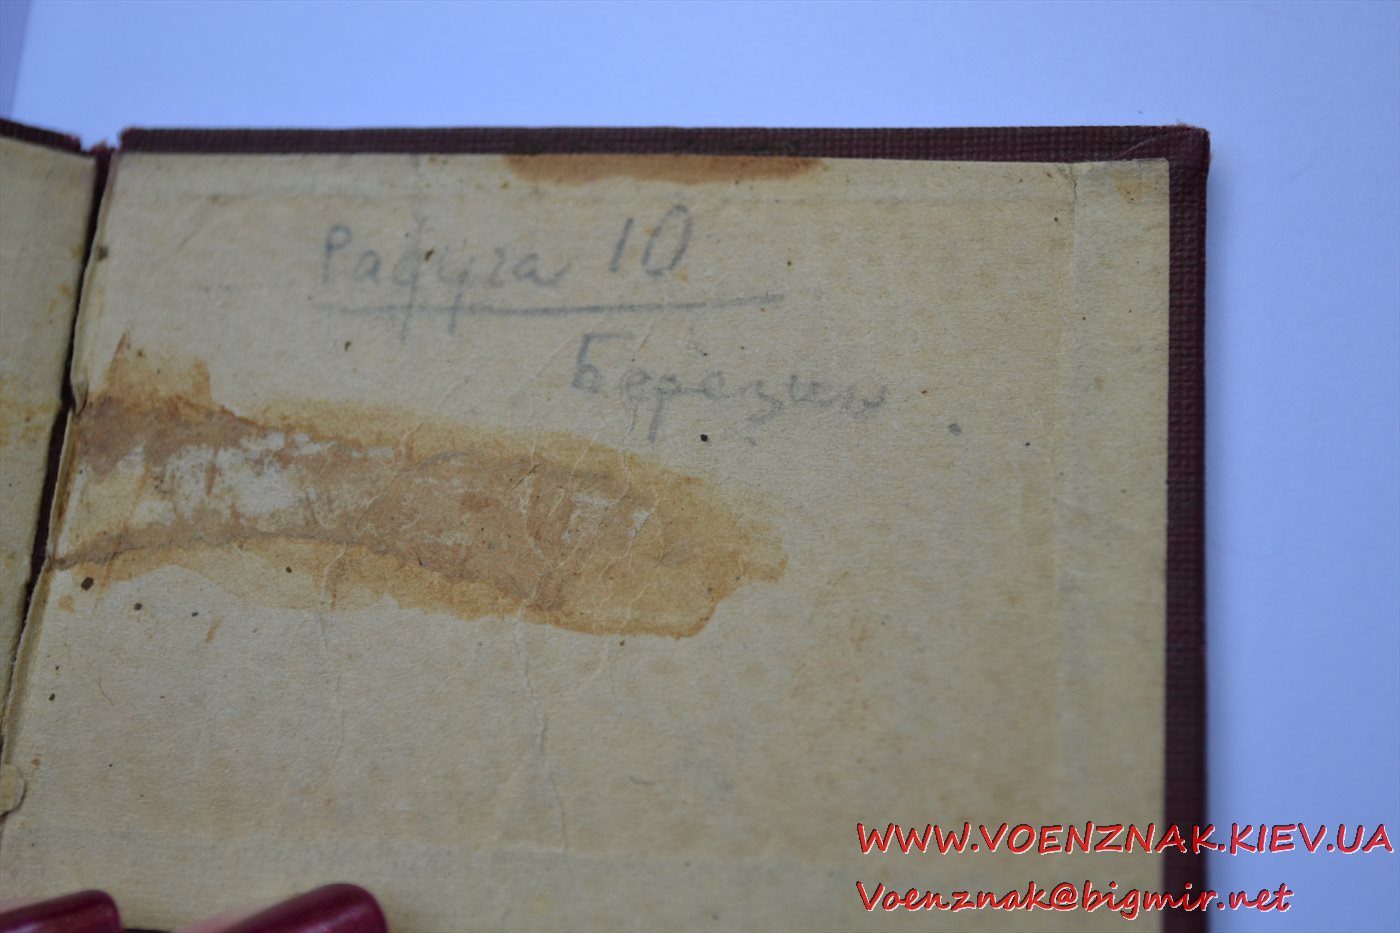 Радуга 10
Березин
WWW.VOENZNAK.KIEV.UA
Voenznak@bigmir.net